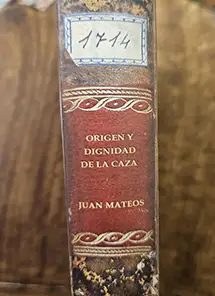 1714
ORIGEN Y
DIGNIDAD
DE LA CAZA
JUAN MATEOS